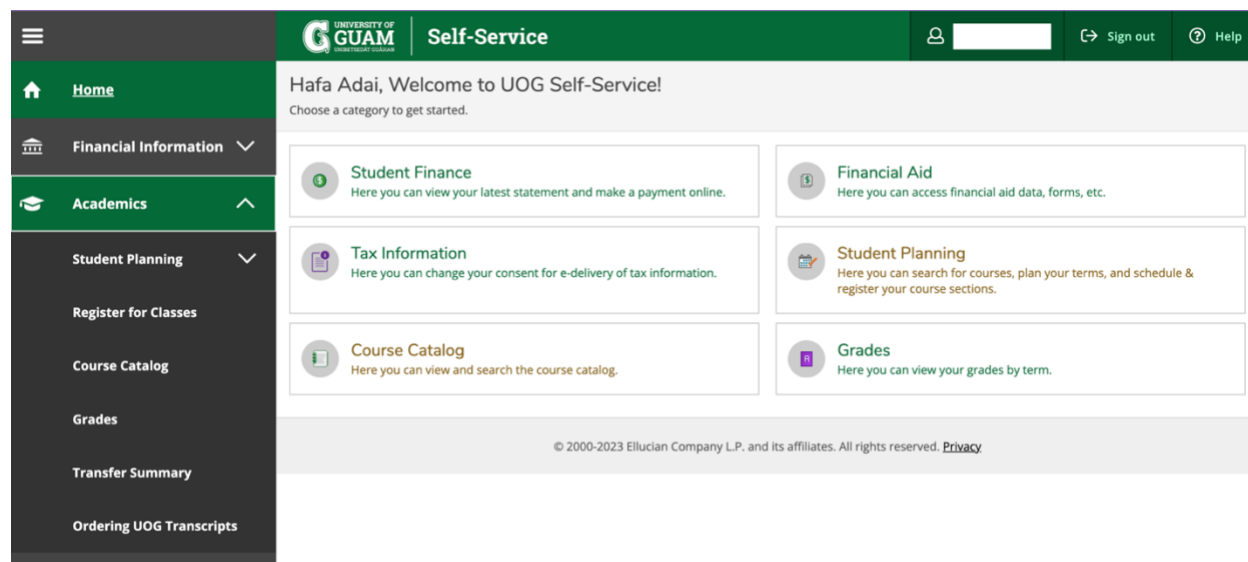 UNIVERSITY OF
GUAM
UNIBETSEDÅT GUÅHAN
Self-Service
Sign out
Help
Home
Financial Information
Academics
Student Planning
Register for Classes
Course Catalog
Grades
Transfer Summary
Ordering UOG Transcripts
Hafa Adai, Welcome to UOG Self-Service!
Choose a category to get started.
Student Finance
Here you can view your latest statement and make a payment online.
Financial Aid
Here you can access financial aid data, forms, etc.
Tax Information
Here you can change your consent for e-delivery of tax information.
Student Planning
Here you can search for courses, plan your terms, and schedule &
register your course sections.
Course Catalog
Here you can view and search the course catalog.
Grades
Here you can view your grades by term.
© 2000-2023 Ellucian Company L.P. and its affiliates. All rights reserved. Privacy